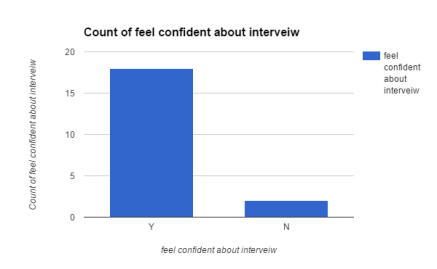 Count of feel confident about interveiw
20
15
10
5
0
Count of feel confident about interveiw
Y
N
feel confident about interveiw
feel
confident
about
interveiw